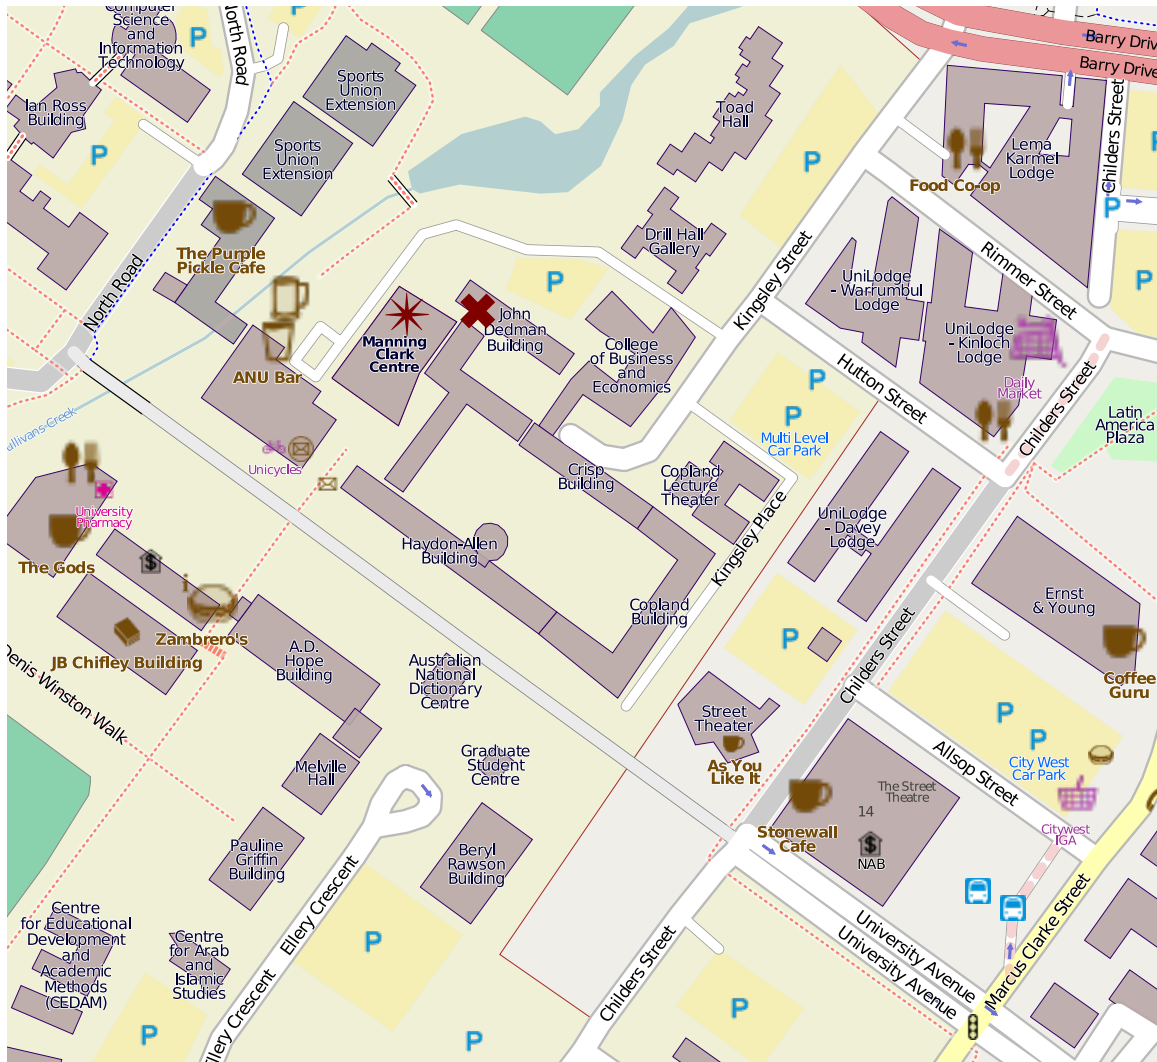 Computer
Science
and
Information
Technology
North Road
P
P
Sports
Union
Extension
Ian Ross
Building
P
Sports
Union
Extension
Toad
Hall
P
Barry Drive
Barry Drive
Childers Street
Lema
Karmel
Lodge
Food Co-op
P
P
The Purple
Pickle Cafe
North Road
Drill Hall
Gallery
Kingsley Street
Rimmer Street
P
P
UniLodge
- Warrumbul
Lodge
John
Dedman
Building
Manning
Clark
Centre
College
of Business
and
Economics
UniLodge
- Kinloch
Lodge
ANU Bar
Hutton Street
Daily
Market
Childers Street
P
P
Multi Level
Car Park
Latin
America
Plaza
ullivans Creek
Unicycles
Crisp
Building
Copland
Lecture
Theater
University
Pharmacy
UniLodge
- Davey
Lodge
Haydon-Allen
Building
Kingsley Place
The Gods
$
i
Zambrero's
JB Chifley Building
A.D.
Hope
Building
Copland
Building
P
Ernst
& Young
Childers Street
Coffee
Guru
Denis Winston Walk
Australian
National
Dictionary
Centre
Street
Theater
As You
Like It
P
P
City West
Car Park
Allsop Street
Graduate
Student
Centre
Melville
Hall
The Street
Theatre
14
Stonewall
Cafe
$
NAB
Citywest
IGA
Pauline
Griffin
Building
Beryl
Rawson
Building
Ellery Crescent
P
University Avenue
University Avenue
Marcus Clarke Street
Centre
for Educational
Development
and
Academic
Methods
(CEDAM)
Centre
for Arab
and
Islamic
Studies
Childers Street
P
Ellery Crescent
P
P